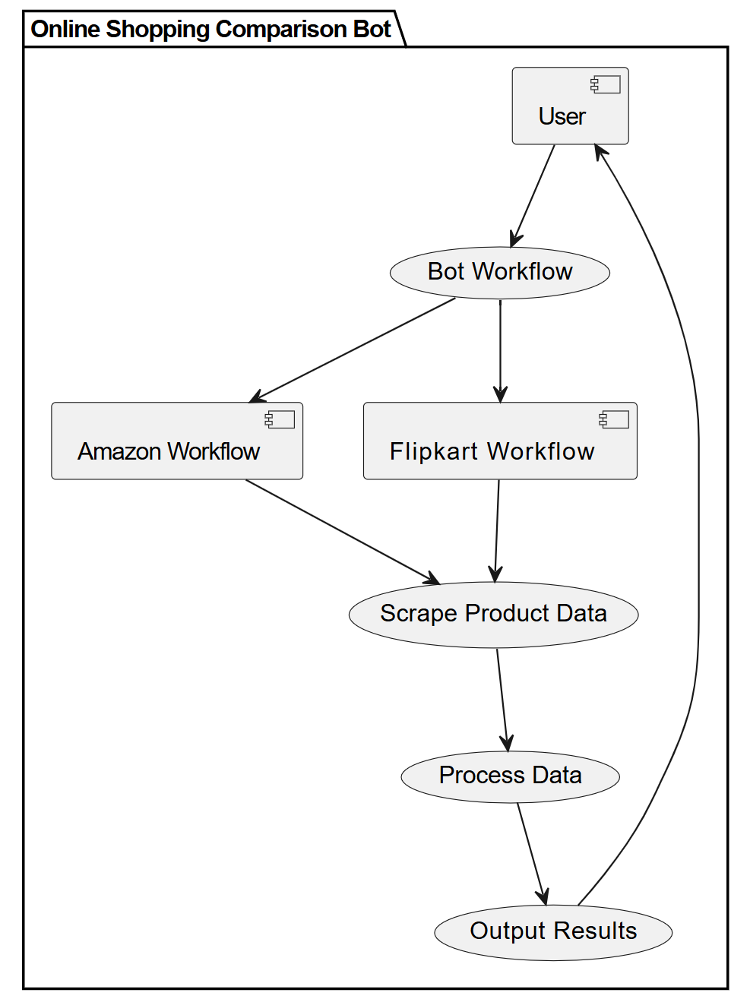 Online Shopping Comparison Bot
User
Bot Workflow
Amazon Workflow
Flipkart Workflow
Scrape Product Data
Process Data
Output Results